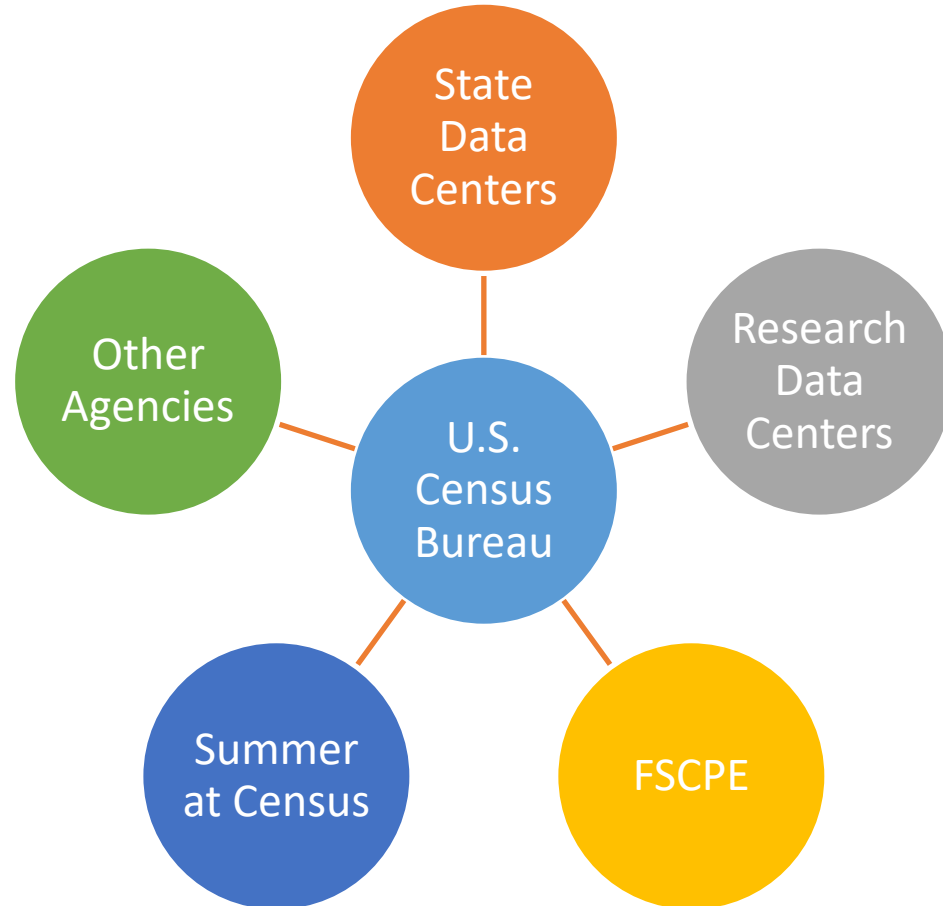 State
Data
Centers
Other
Agencies
Research
Data
Centers
U.S.
Census
Bureau
Summer
at Census
FSCPE